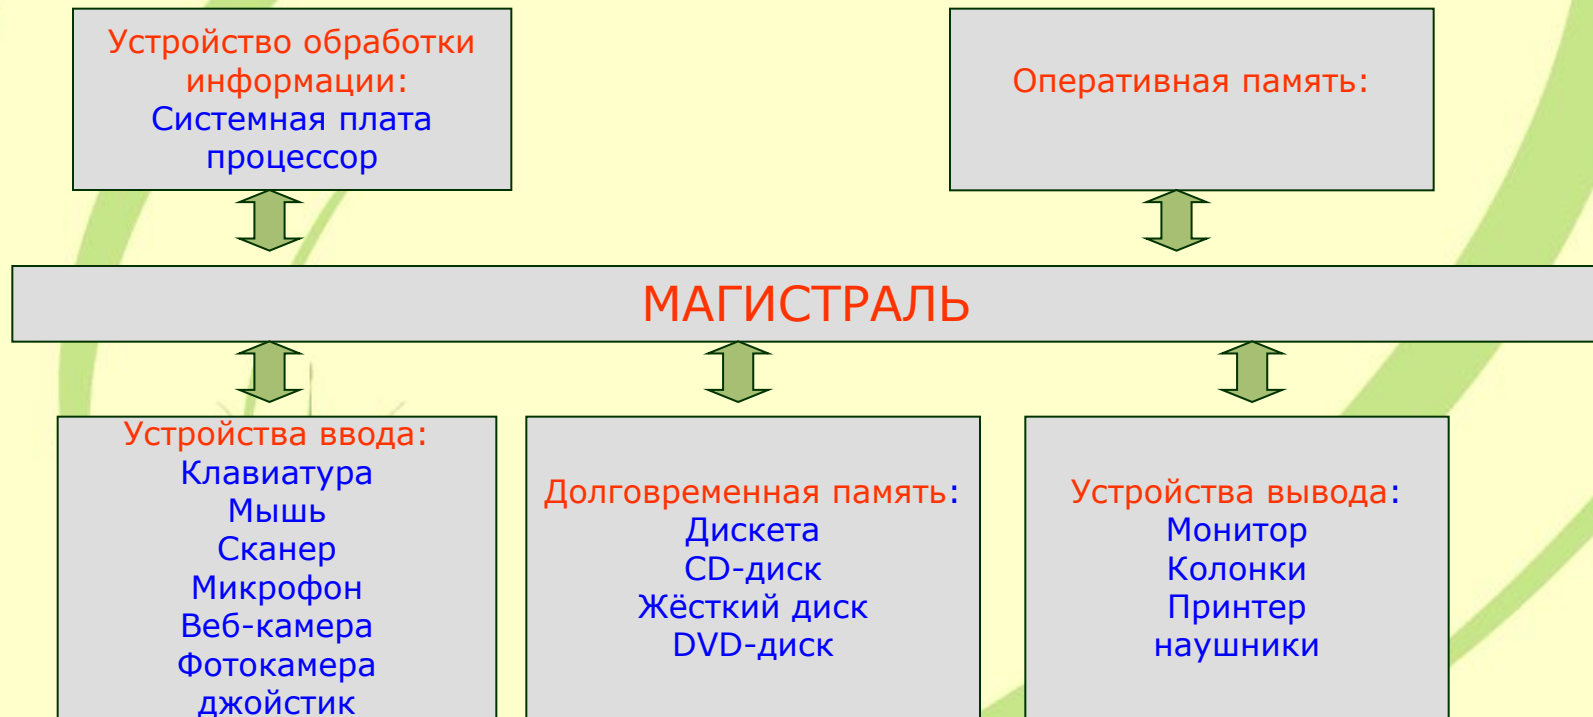 Устройство обработки
информации:
Системная плата
процессор
Оперативная память:
МАГИСТРАЛЬ
Устройства ввода:
Клавиатура
Мышь
Сканер
Микрофон
Веб-камера
Фотокамера
джойстик
Долговременная память:
Дискета
CD-диск
Жёсткий диск
DVD-диск
Устройства вывода:
Монитор
Колонки
Принтер
наушники